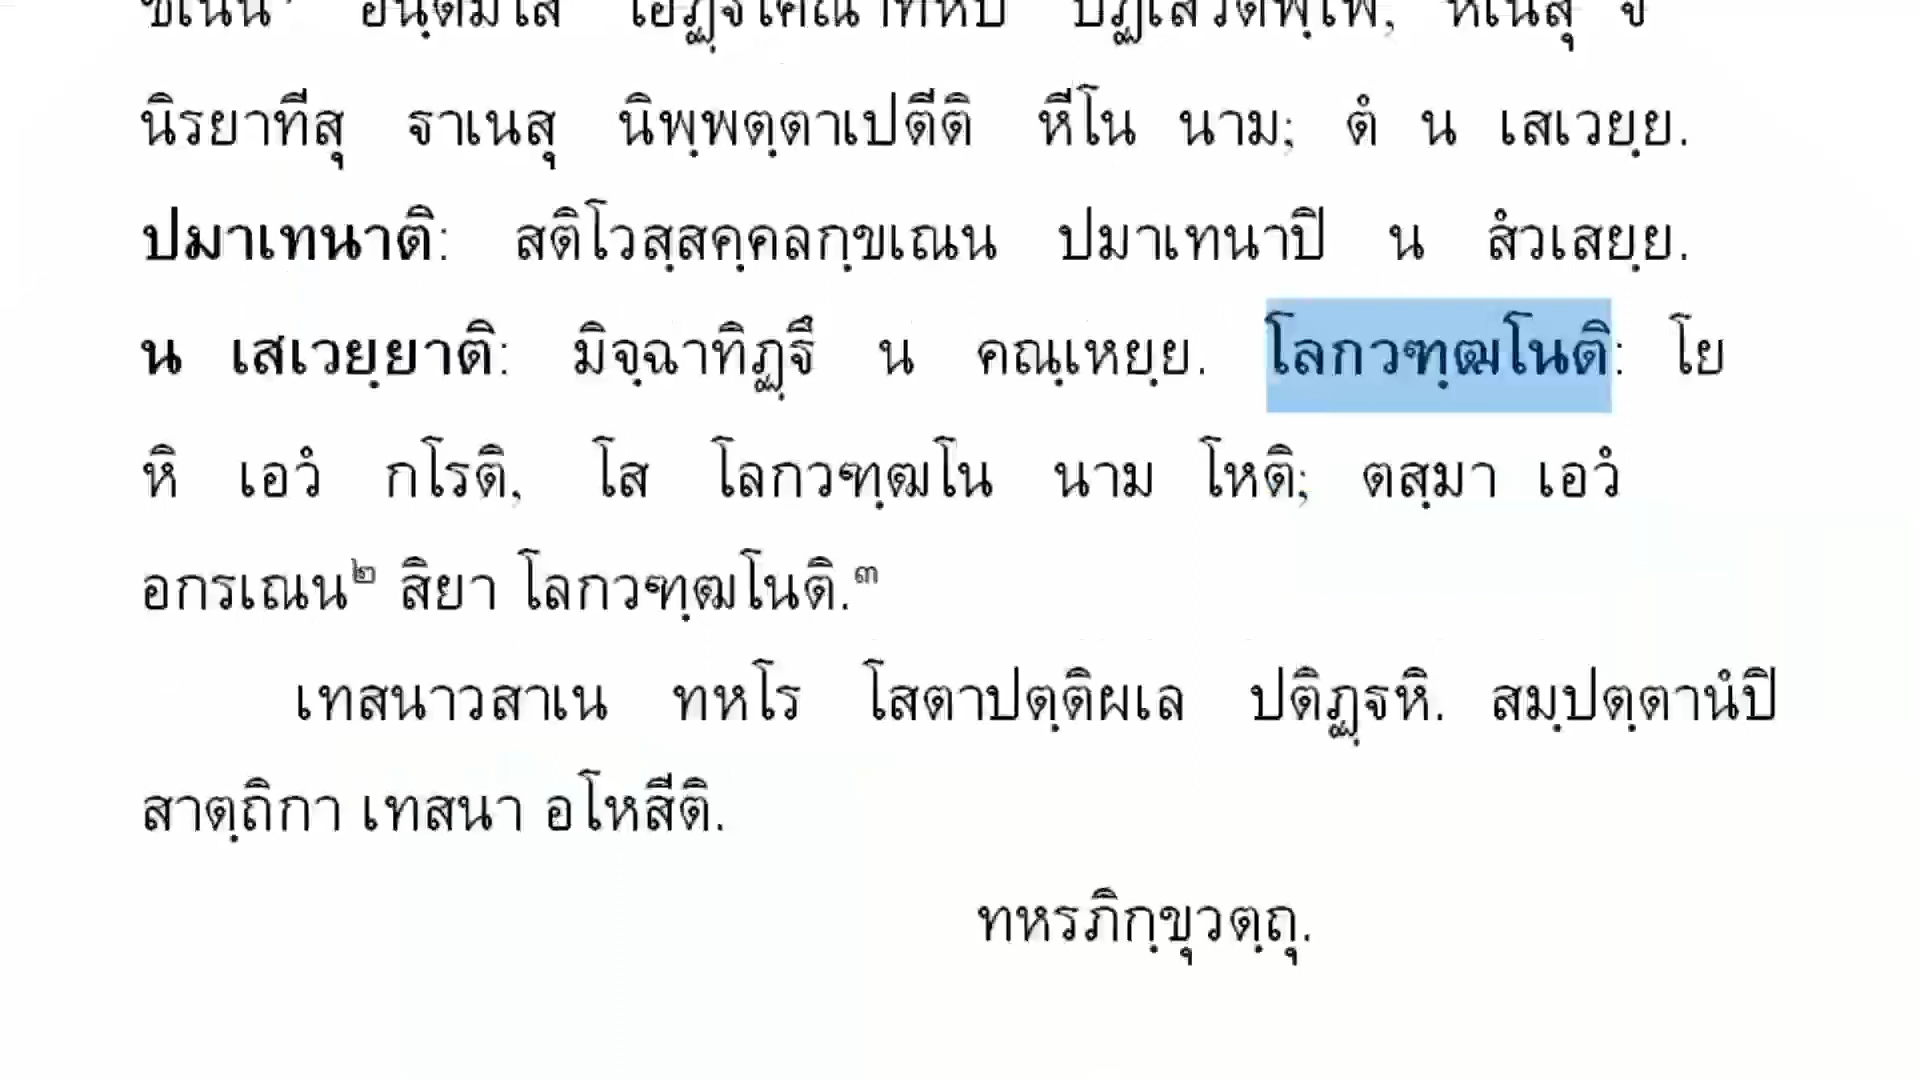 นิรยาทีสุ ฐาเนสุ นิพฺพตฺตาเปตีติ หีโน นาม; ตํ น เสเวยฺย.
ปมาเทนาติ: สติโวสฺสคฺคลกฺขเณน ปมาเทนาปิ น สํวเสยฺย.
น เสเวยฺยาติ: มิจฺฉาทิฏฺฐึ น คณฺเหยฺย. โลกวฑฺฒโนติ: โย
หิ เอวํ กโรติ, โส โลกวฑฺฒโน นาม โหติ; ตสฺมา เอวํ
อกรเณน๒ สิยา โลกวฑฺฒโนติ.๓
เทสนาวสาเน ทหโร โสตาปตฺติผเล ปติฏฺฐหิ. สมฺปตฺตานํปิ
สาตฺถิกา เทสนา อโหสีติ.
ทหรภิกฺขุวตฺถุ.